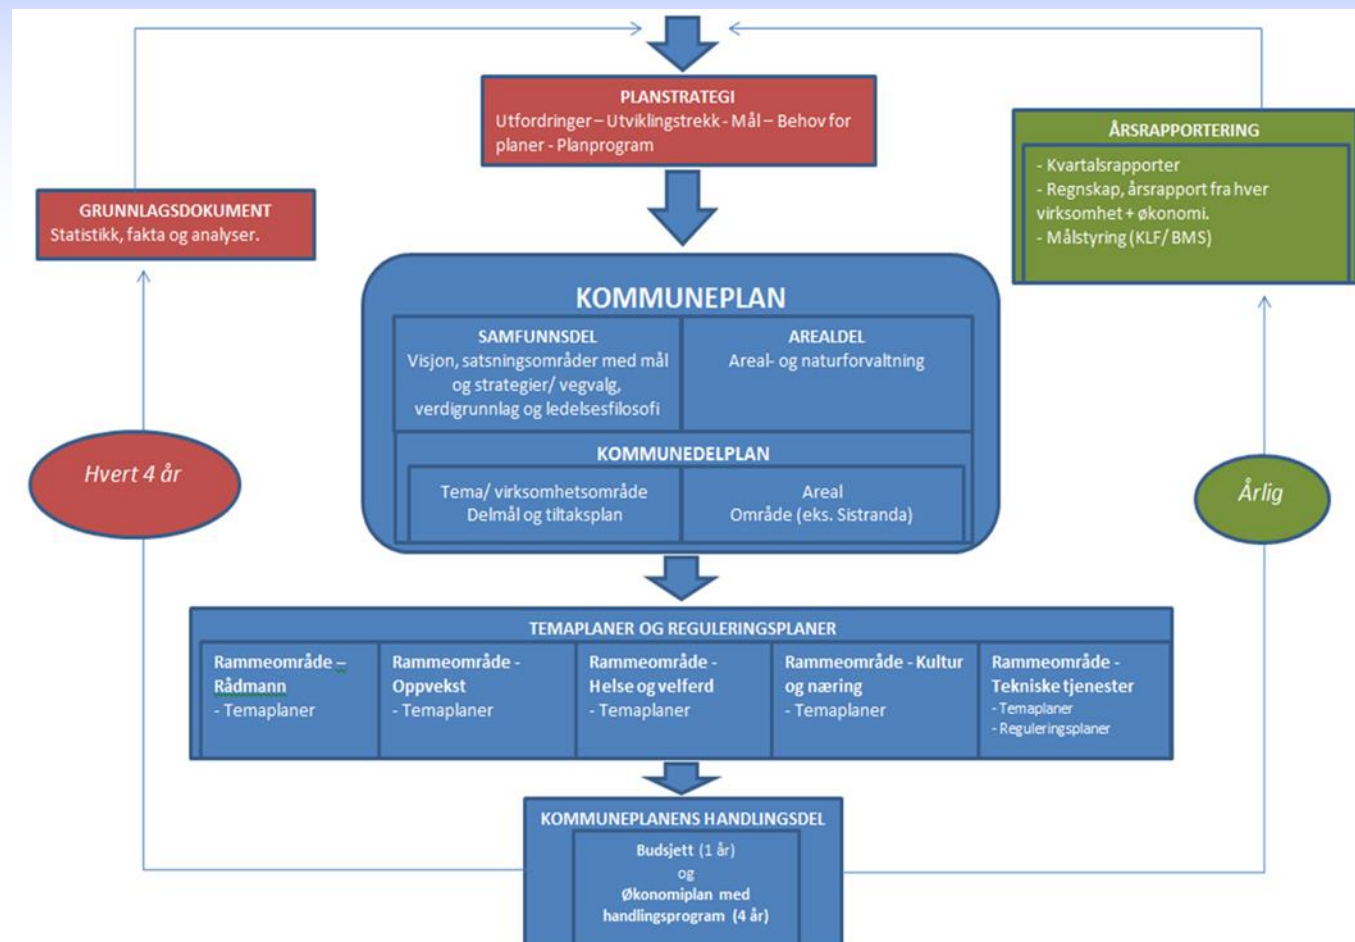 PLANSTRATEGI
Utfordringer – Utviklingstrekk - Mål – Behov for
planer - Planprogram
ÅRSRAPPORTERING
- Kvartalsrapporter
- Regnskap, årsrapport fra hver
virksomhet + økonomi.
- Målstyring (KLF/ BMS)
GRUNNLAGSDOKUMENT
Statistikk, fakta og analyser.
KOMMUNEPLAN
SAMFUNNSDEL
Visjon, satsningsområder med mål
og strategier/ vegvalg,
verdigrunnlag og ledelsesfilosofi
AREALDEL
Areal- og naturforvaltning
KOMMUNEDELPLAN
Tema/ virksomhetsområde
Delmål og tiltaksplan
Areal
Område (eks. Sistranda)
Hvert 4 år
Årlig
TEMAPLANER OG REGULERINGSPLANER
Rammeområde –
Rådmann
- Temaplaner
Rammeområde -
Oppvekst
- Temaplaner
Rammeområde -
Helse og velferd
- Temaplaner
Rammeområde - Kultur
og næring
- Temaplaner
Rammeområde -
Tekniske tjenester
- Temaplaner
- Reguleringsplaner
KOMMUNEPLANENS HANDLINGSDEL
Budsjett (1 år)
og
Økonomiplan med
handlingsprogram (4 år)